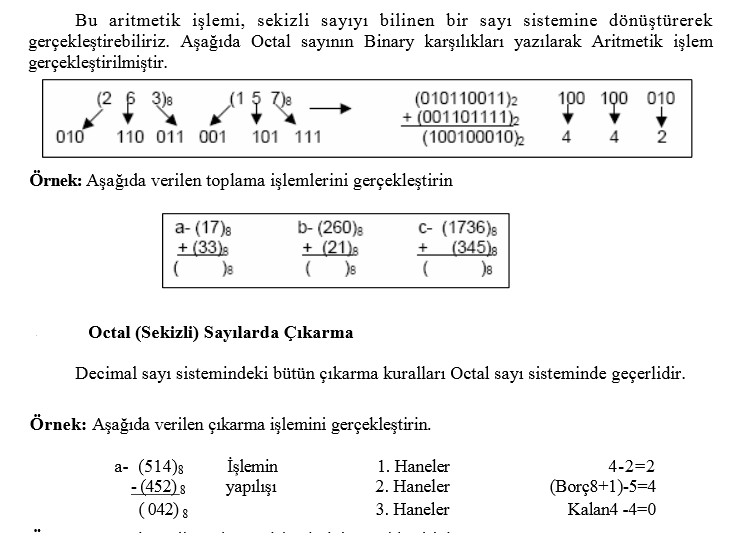 Bu aritmetik işlemi, sekizli sayıyı bilinen bir sayı sistemine dönüştürerek
gerçekleştirebiliriz. Aşağıda Octal sayının Binary karşılıkları yazılarak Aritmetik işlem
gerçekleştirilmiştir.
(2 6 3)8 (1 5 7)8 (010110011)2 100 100 010
+ (001101111)2
010 110 011 001 101 111 (100100010)2 4 4 2
Örnek: Aşağıda verilen toplama işlemlerini gerçekleştirin
a- (17)8 b- (260)8 c- (1736)8
+ (33)8 + (21)8 + (345)8
( )8 ( )8 ( )8
Octal (Sekizli) Sayılarda Çıkarma
Decimal sayı sistemindeki bütün çıkarma kuralları Octal sayı sisteminde geçerlidir.
Örnek: Aşağıda verilen çıkarma işlemini gerçekleştirin.
a- (514)8 İşlemin 1. Haneler 4-2=2
-(452)8 yapılışı 2. Haneler (Borç8+1)-5=4
(042)8 3. Haneler Kalan4 -4=0